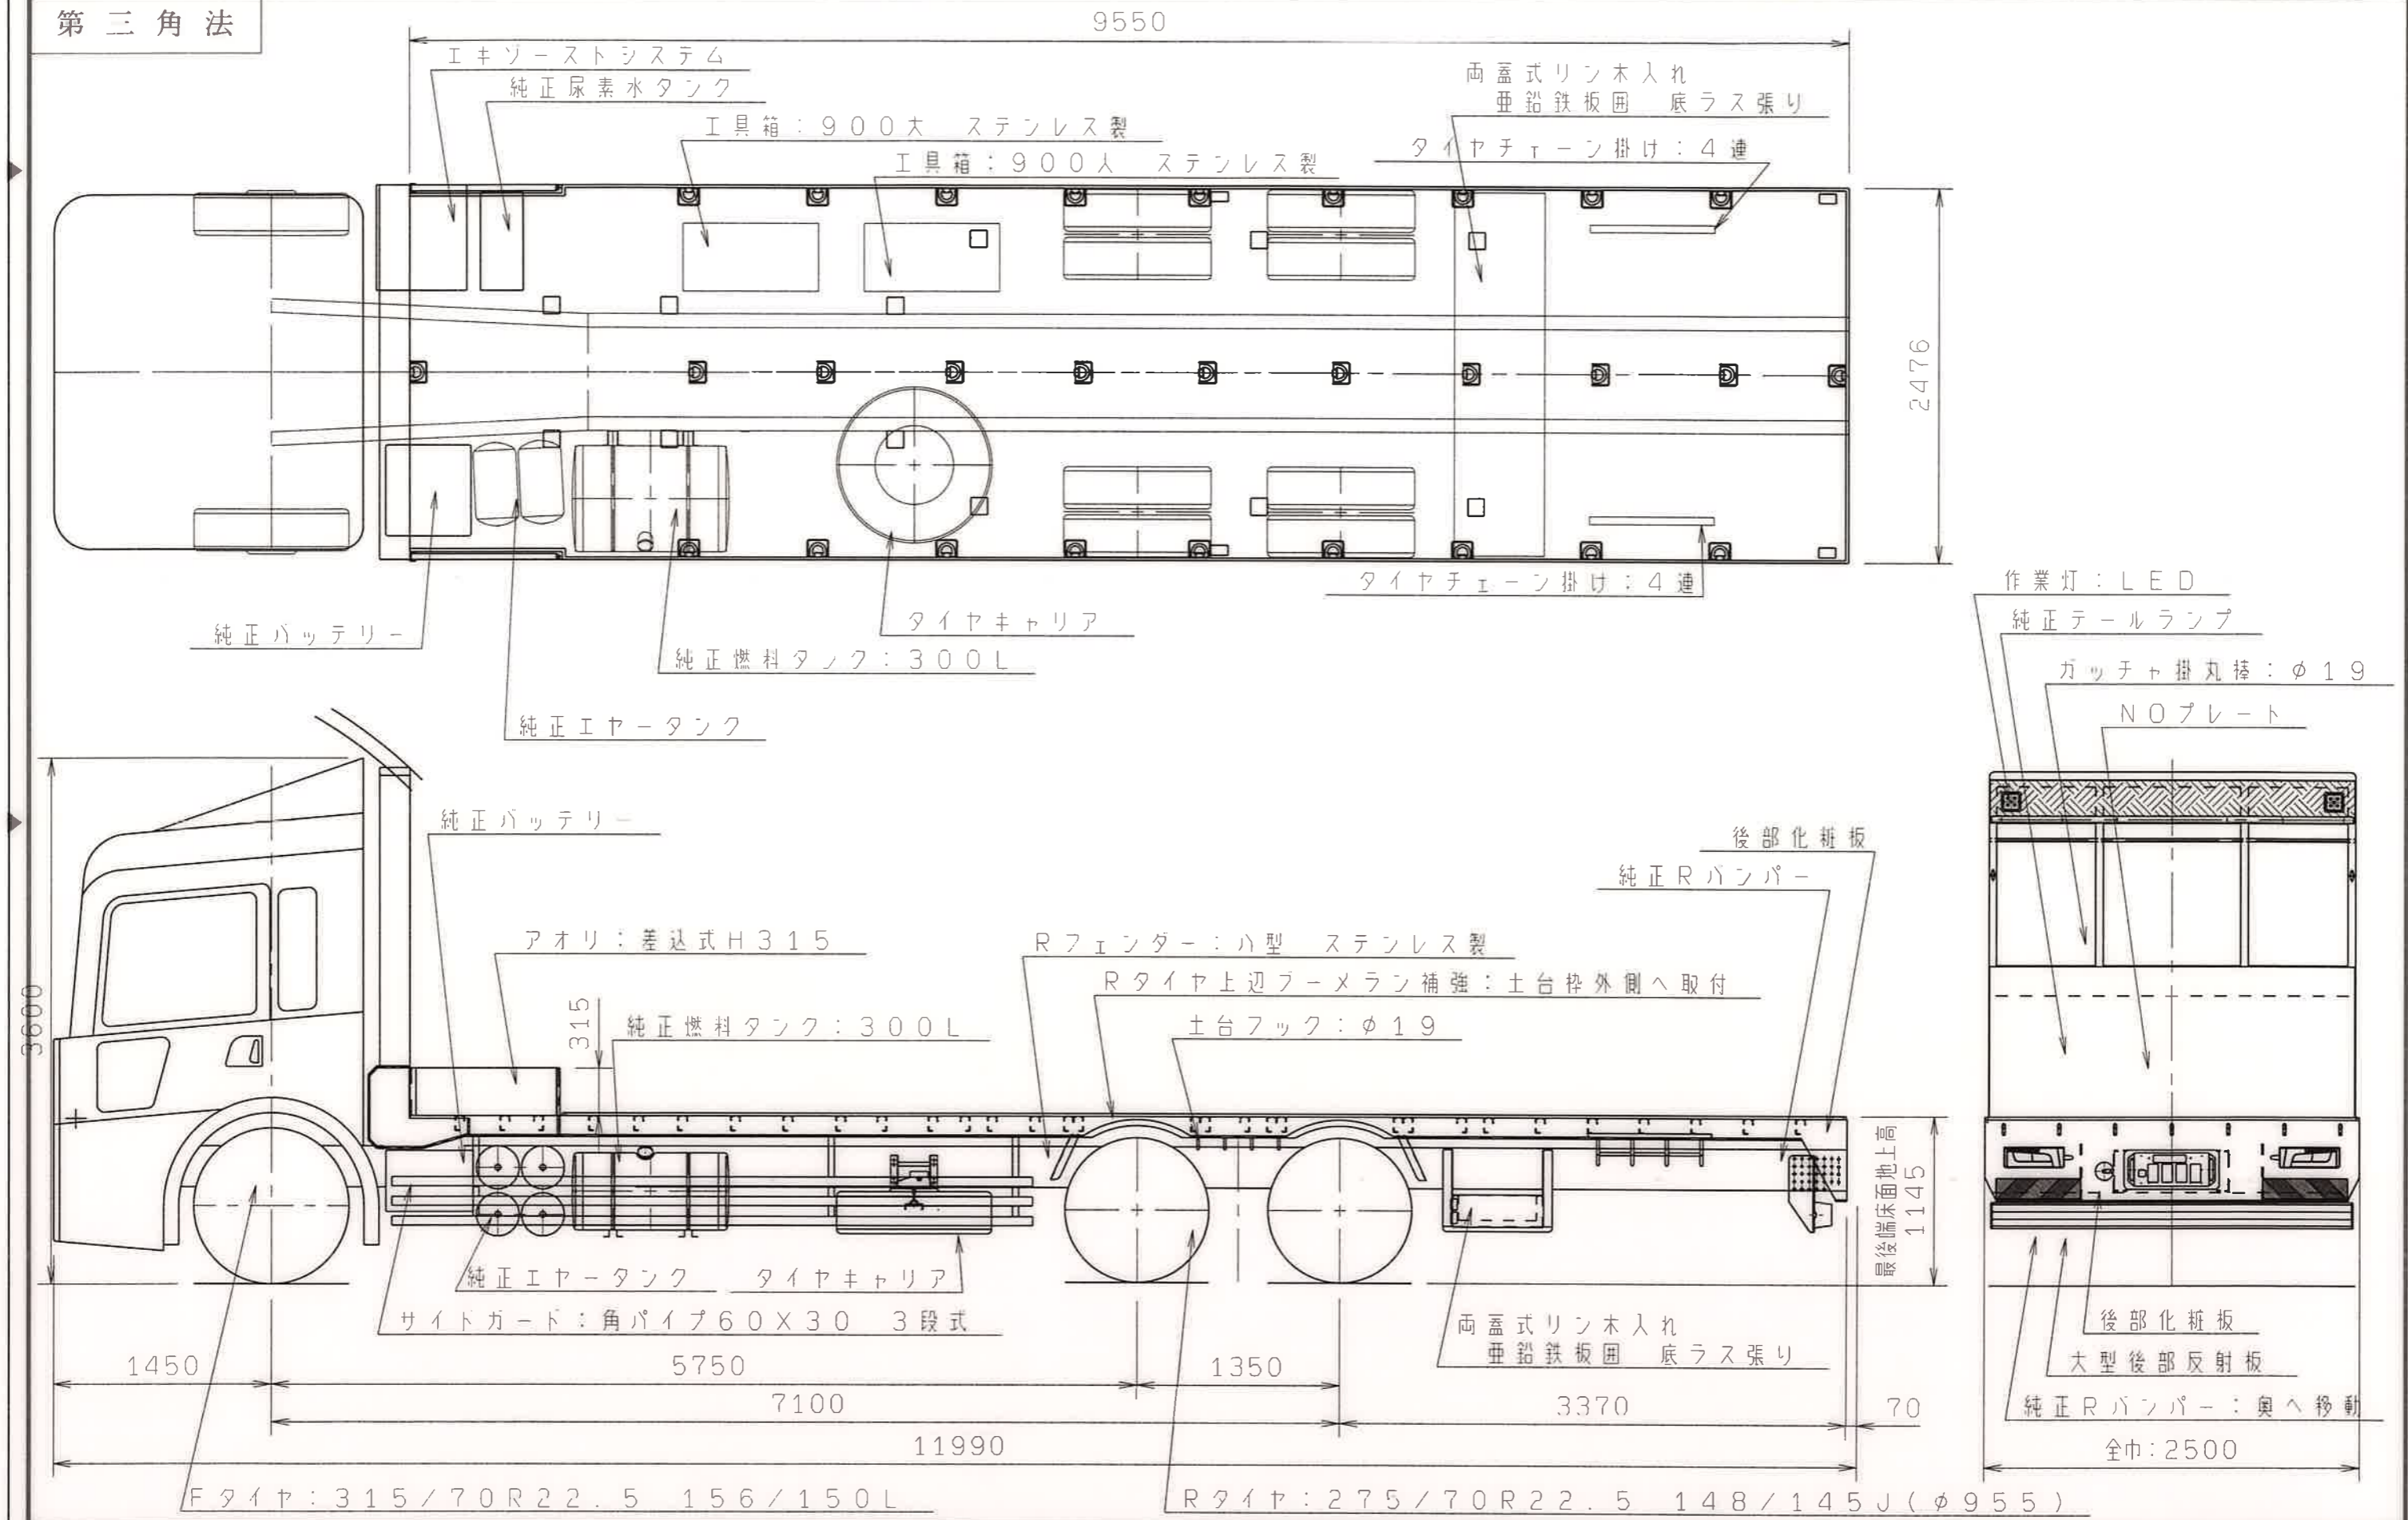 第三角法
9550
エキゾーストシステム
純正尿素水タンク
工具箱：900大　ステンレス製
工具箱：900大　ステンレス製
両蓋式リン木入れ
亜鉛鉄板囲　底ラス張り
タイヤチェーン掛け：4連
2476
タイヤチェーン掛け：4連
タイヤキャリア
純正バッテリー
純正燃料タンク：300L
純正エヤータンク
作業灯：LED
純正テールランプ
ガッチャ掛丸棒：φ19
NOプレート
純正バッテリー
後部化粧板
純正Rバンパー
アオリ：差込式H315
Rフェンダー：ハ型　ステンレス製
Rタイヤ上辺ブーメラン補強：土台枠外側へ取付
315
純正燃料タンク：300L
土台フック：φ19
3600
最後端床面地上高
1145
純正エヤータンク
タイヤキャリア
サイドガード：角パイプ60X30　3段式
両蓋式リン木入れ
亜鉛鉄板囲　底ラス張り
後部化粧板
大型後部反射板
純正Rバンパー：奥へ移動
1450
5750
1350
7100
3370
70
11990
全巾：2500
Fタイヤ：315/70R22.5　156/150L
Rタイヤ：275/70R22.5　148/145J(φ955)